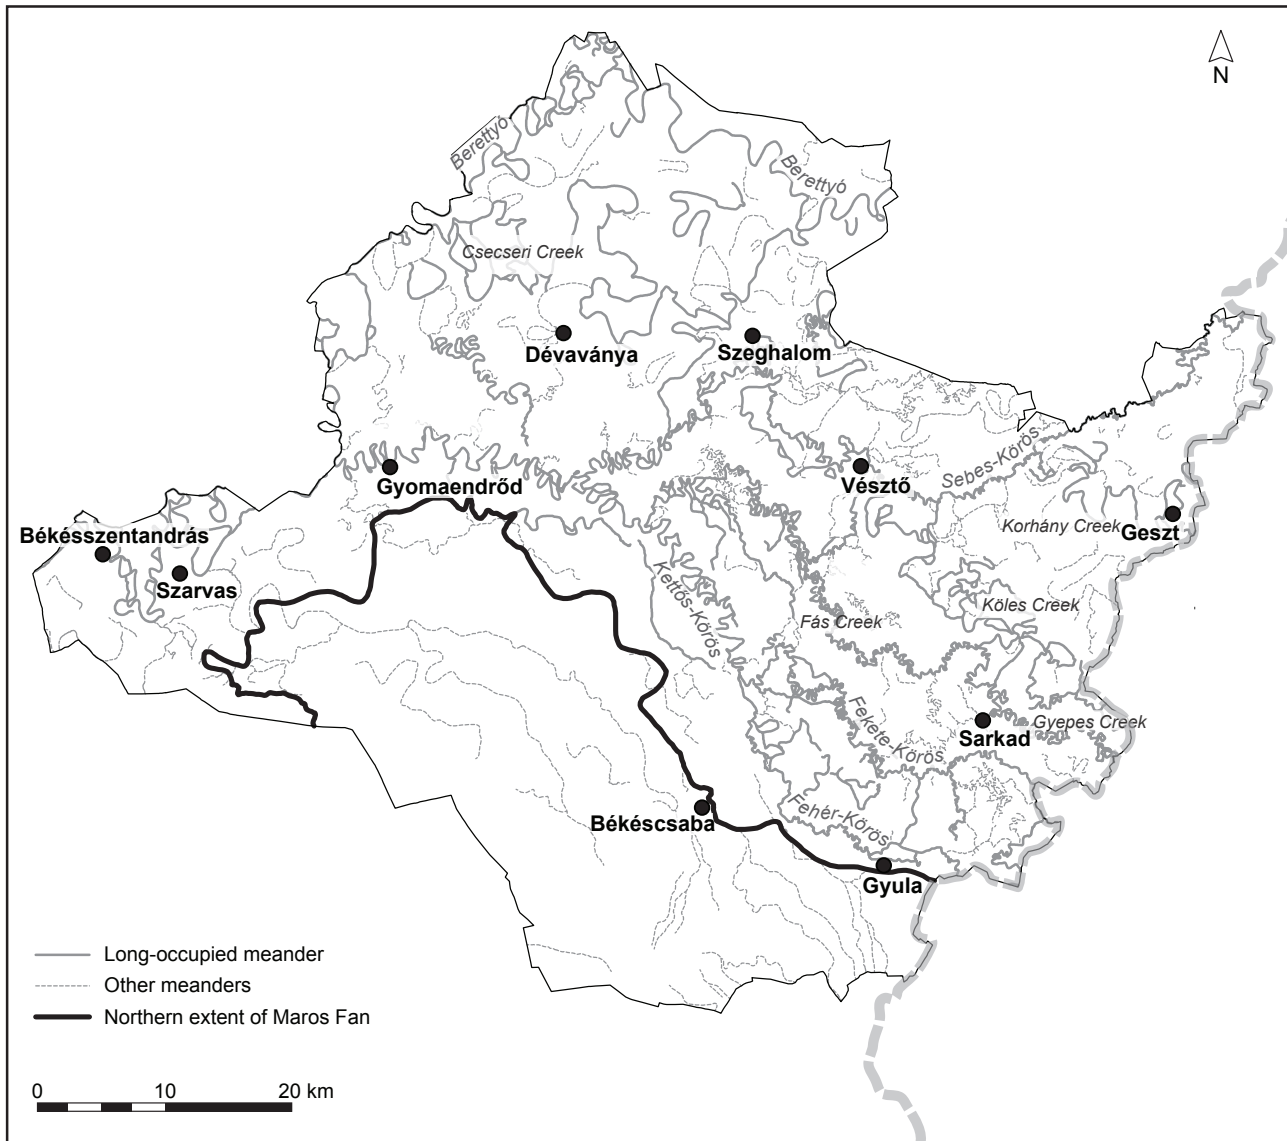 N
Berettyó
Berettyó
Csecseri Creek
Dévaványa
Szeghalom
Gyomaendrőd
Vésztő
Sebes-Körös
Korhány Creek
Geszt
Békésszentandrás
Szarvas
Kettős-Körös
Fás Creek
Köles Creek
Fekete-Körös
Sarkad
Gyepes Creek
Békéscsaba
Fehér-Körös
Gyula
Long-occupied meander
Other meanders
Northern extent of Maros Fan
0 10 20 km